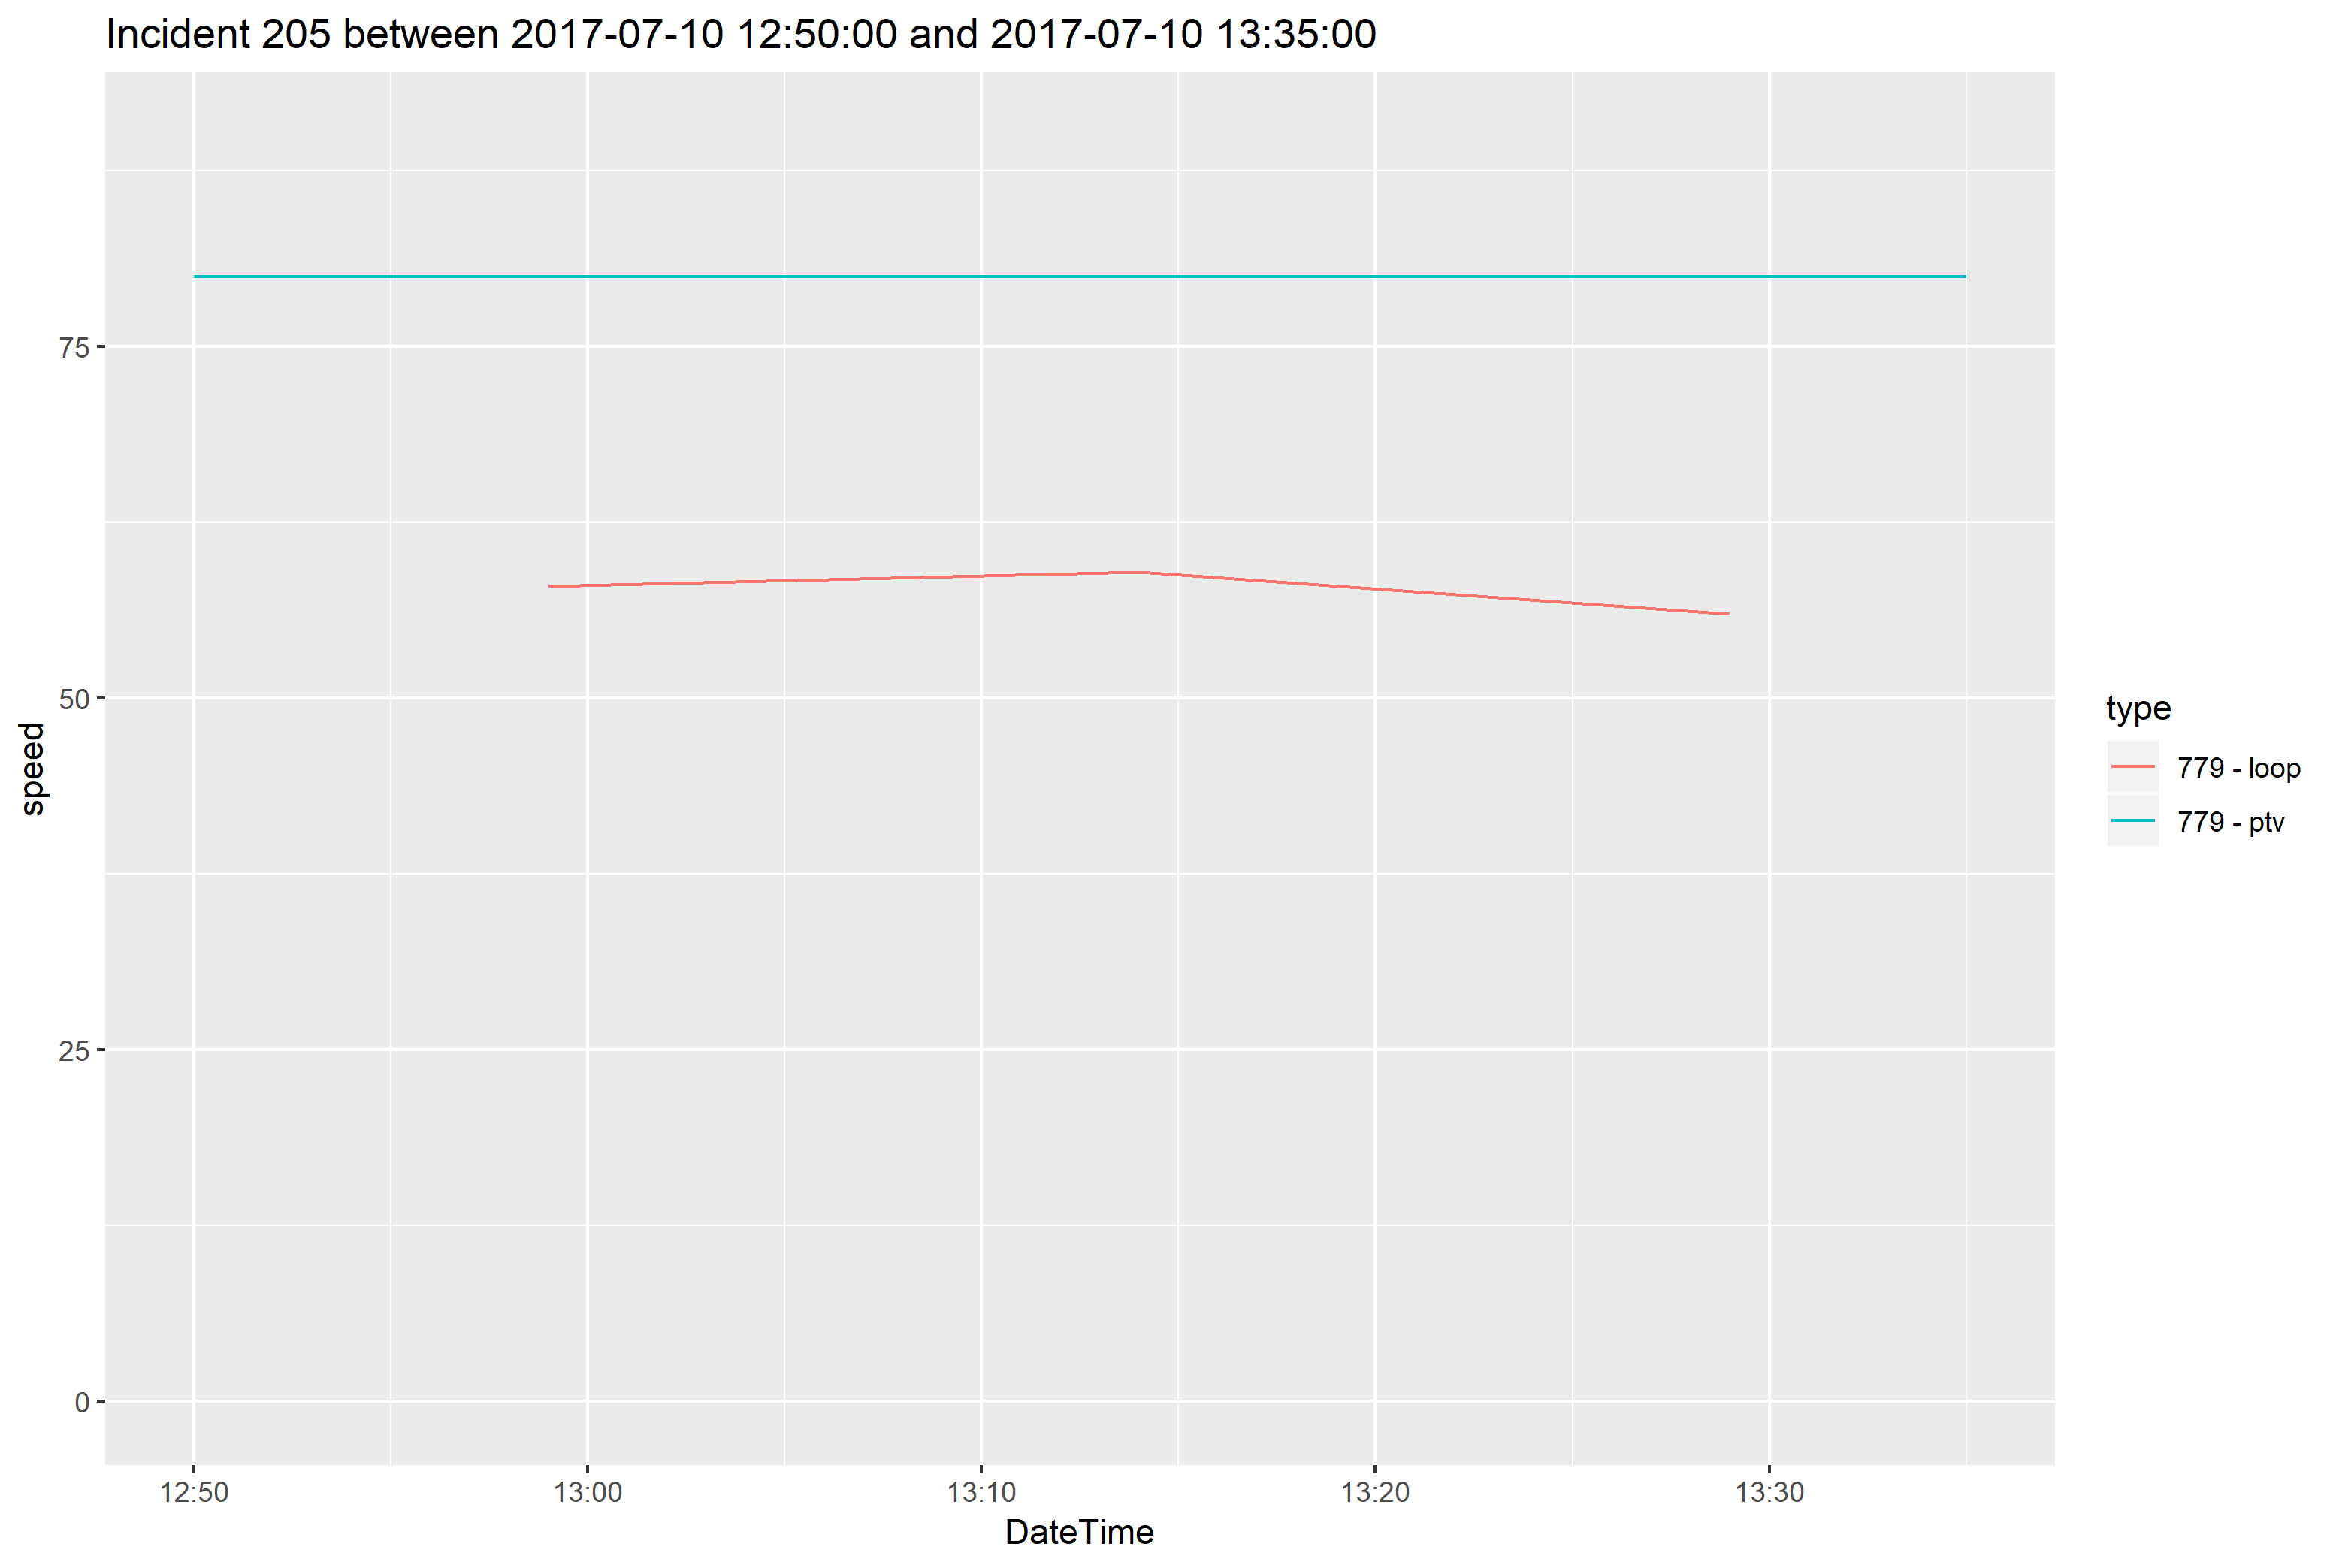 Incident 205 between 2017-07-10 12:50:00 and 2017-07-10 13:35:00
75
50
25
0
speed
12:50
13:00
13:10
13:20
13:30
DateTime
type
779 - loop
779 - ptv